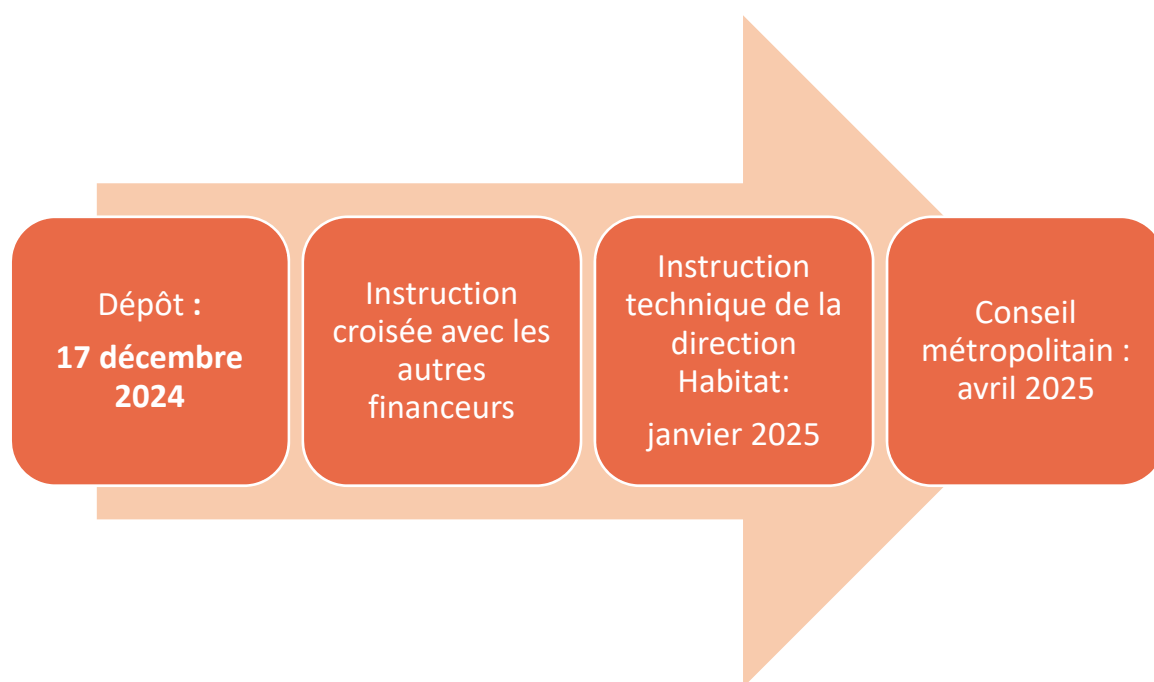 Dépôt :
17 décembre
2024
Instruction
croisée avec les
autres
financeurs
Instruction
technique de la
direction
Habitat:
janvier 2025
Conseil
métropolitain :
avril 2025